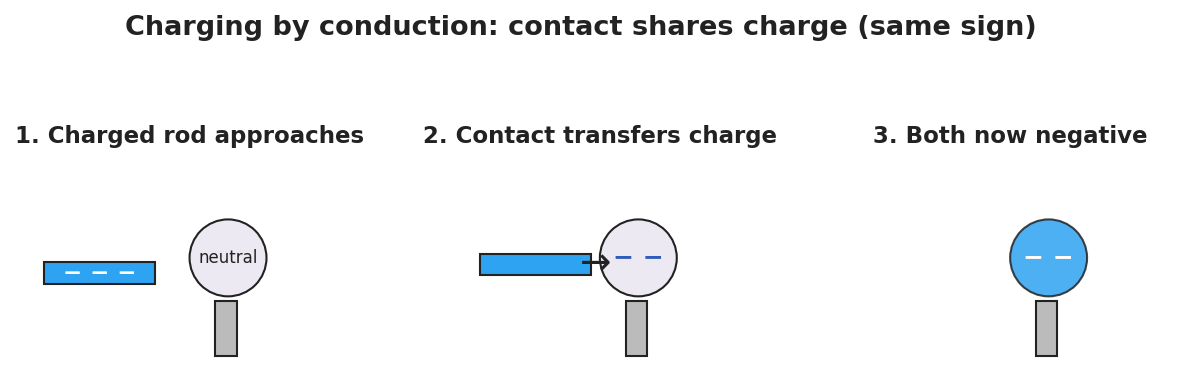 Charging by conduction: contact shares charge (same sign)
1. Charged rod approaches
2. Contact transfers charge
3. Both now negative
neutral